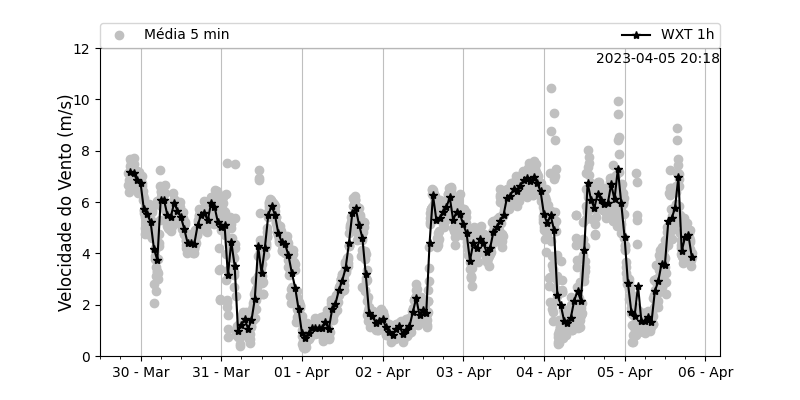 Média 5 min
WXT 1h
2023-04-05 20:18
Velocidade do Vento (m/s)
12
10
8
6
4
2
0
30 - Mar 31 - Mar 01 - Apr 02 - Apr 03 - Apr 04 - Apr 05 - Apr 06 - Apr